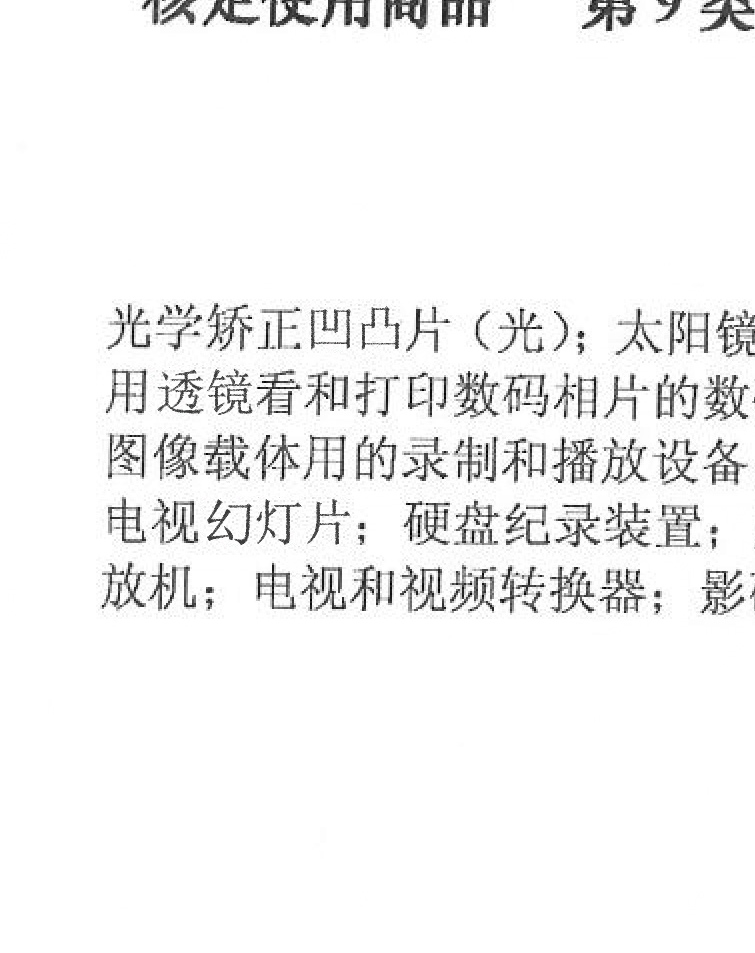 核定使用商品 第 9 类
光学矫正凹凸片（光）；太阳镜
用透镜看和打印数码相片的数
图像载体用的录制和播放设备
电视幻灯片；硬盘纪录装置；
放机；电视和视频转换器；影